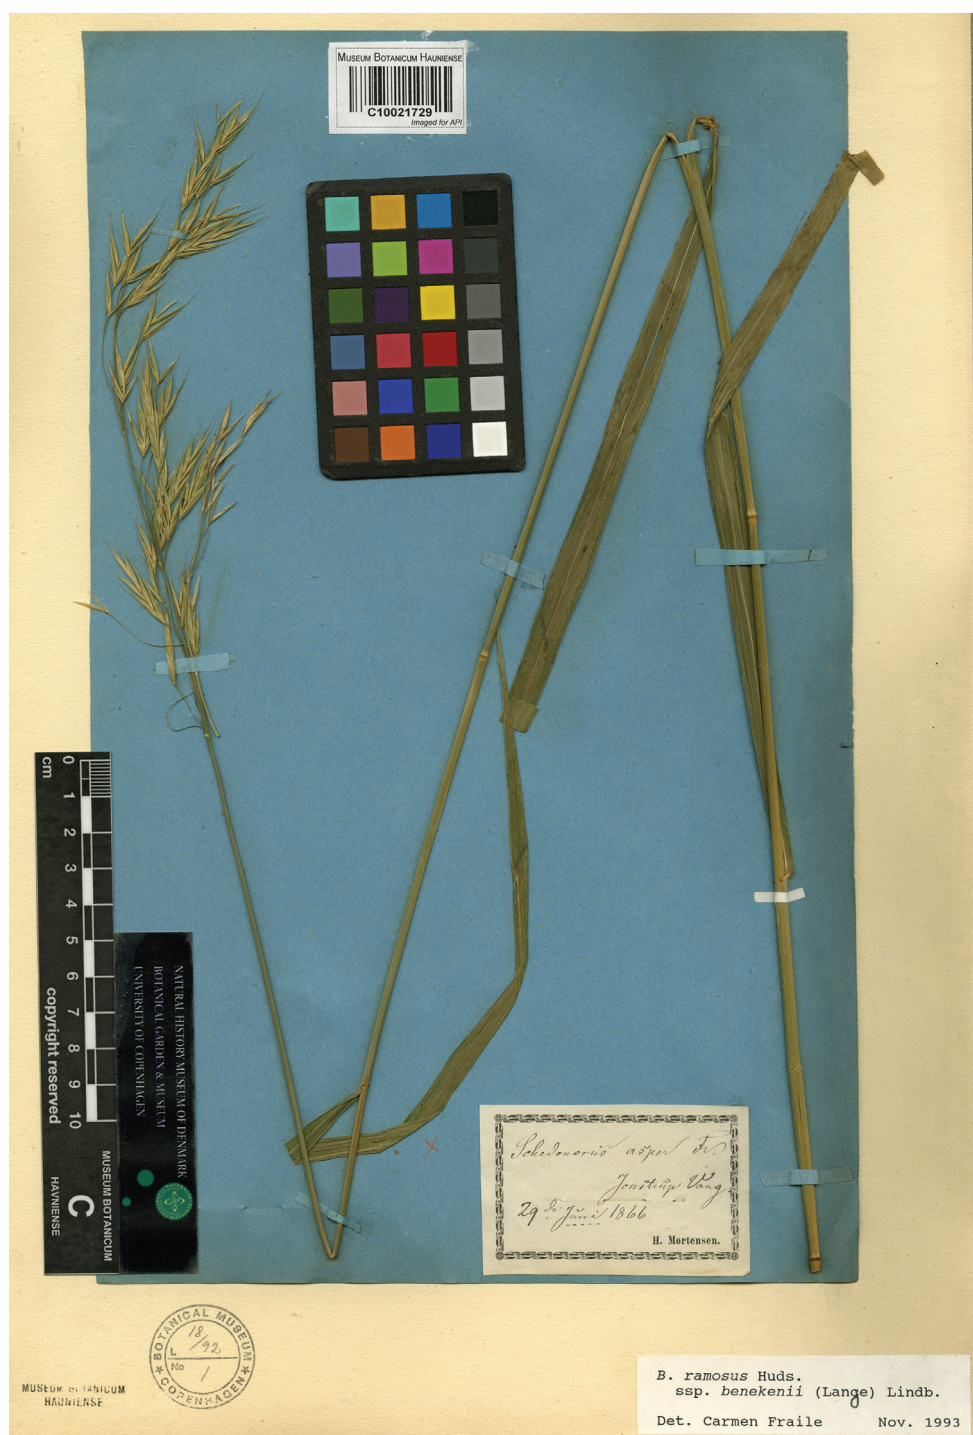 MUSEUM BOTANICUM HAUNIENSE
C10021729
Imaged for API
cm
0
1
2
3
4
5
6
7
8
9
10
copyright reserved
MUSEUM BOTANICUM
HAVNIENSE
C
NATURAL HISTORY MUSEUM OF DENMARK
BOTANICAL GARDEN & MUSEUM
UNIVERSITY OF COPENHAGEN
Schedonorus asper Fr.
Jonstrup Vang.
29 de Juni 1866
H. Mortensen.
BOTANICAL MUSEUM
L 18/92
No 1
COPENHAGEN
MUSEUM BOTANICUM
HAUNIENSE
B. ramosus Huds.
ssp. benekenii (Lange) Lindb.
Det. Carmen Fraile Nov. 1993